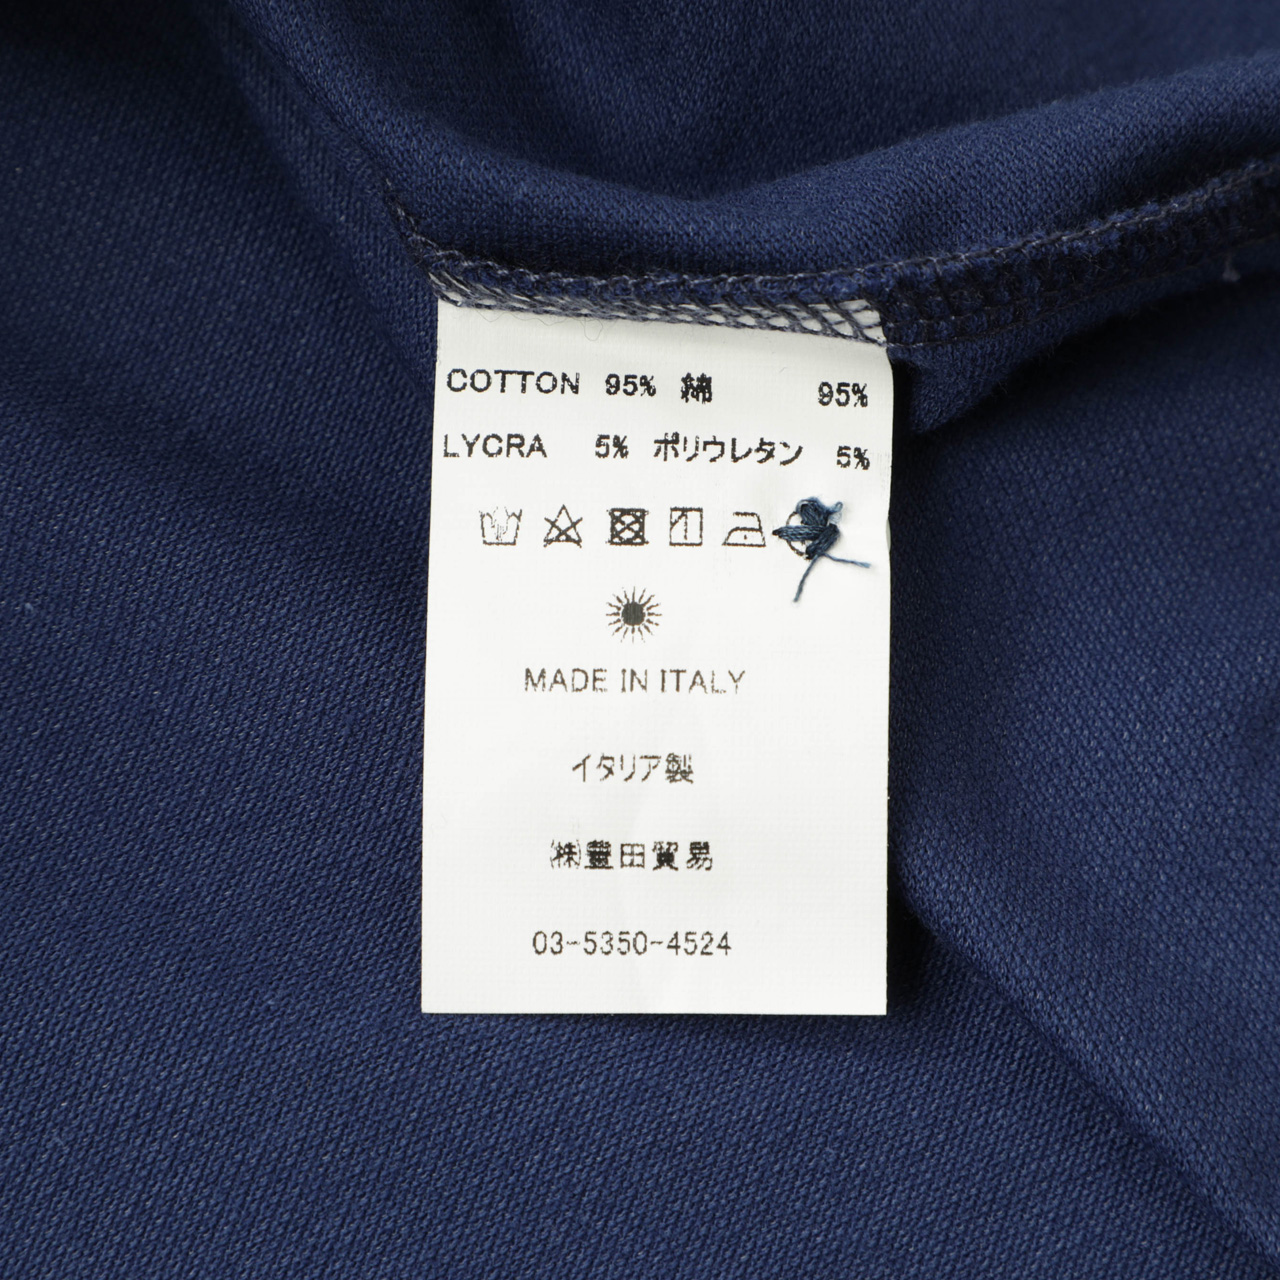 COTTON 95% 綿 95%
LYCRA 5% ポリウレタン 5%
MADE IN ITALY
イタリア製
㈱豊田貿易
03-5350-4524